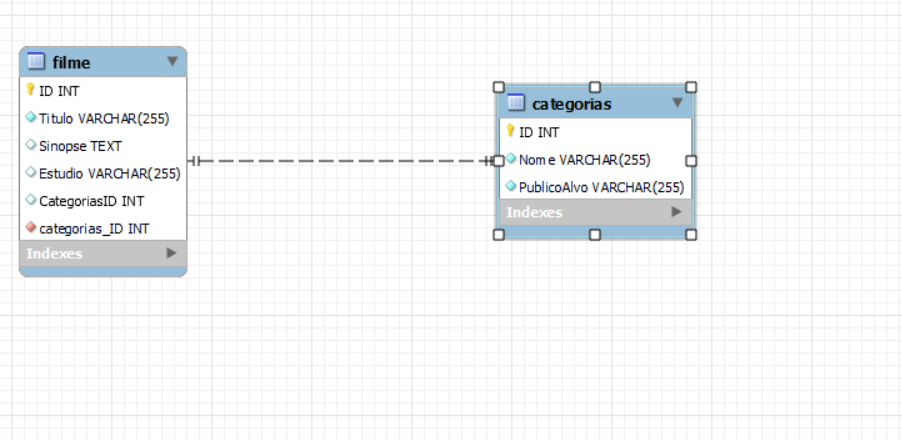 filme
ID INT
Titulo VARCHAR(255)
Sinopse TEXT
Estudio VARCHAR(255)
CategoriasID INT
categorias_ID INT
Indexes
categorias
ID INT
Nome VARCHAR(255)
PublicoAlvo VARCHAR(255)
Indexes